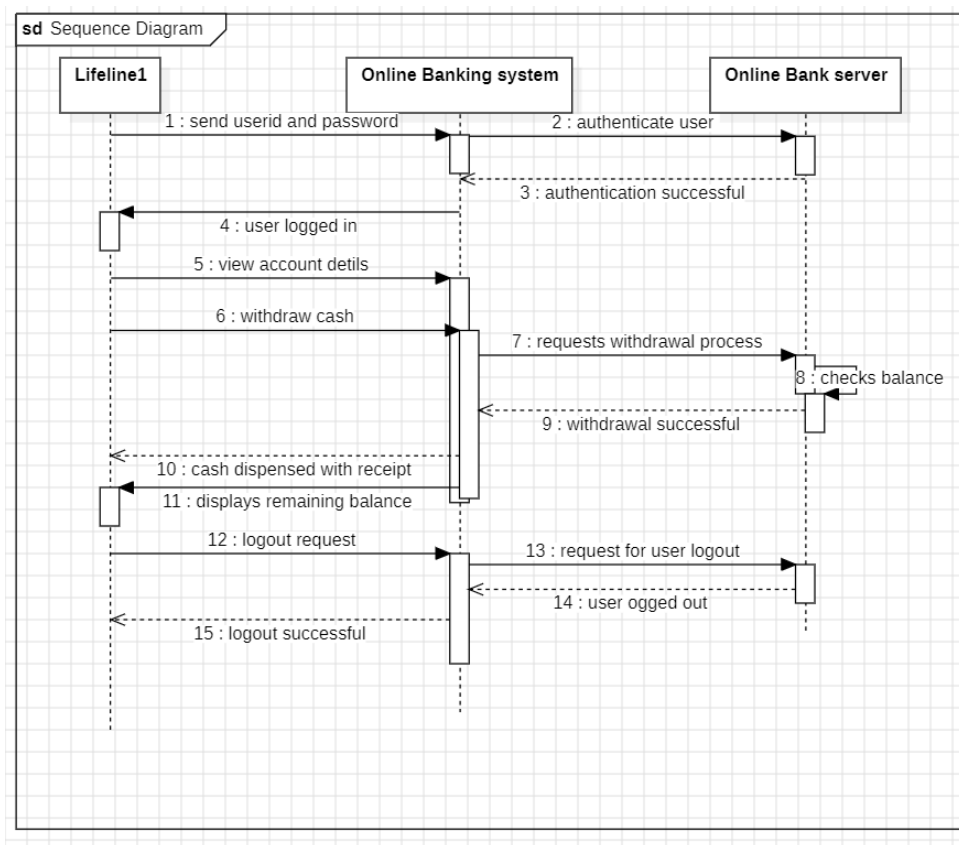 sd Sequence Diagram
Lifeline1
Online Banking system
Online Bank server
1 : send userid and password
2 : authenticate user
3 : authentication successful
4 : user logged in
5 : view account detils
6 : withdraw cash
7 : requests withdrawal process
8 : checks balance
9 : withdrawal successful
10 : cash dispensed with receipt
11 : displays remaining balance
12 : logout request
13 : request for user logout
14 : user ogged out
15 : logout successful